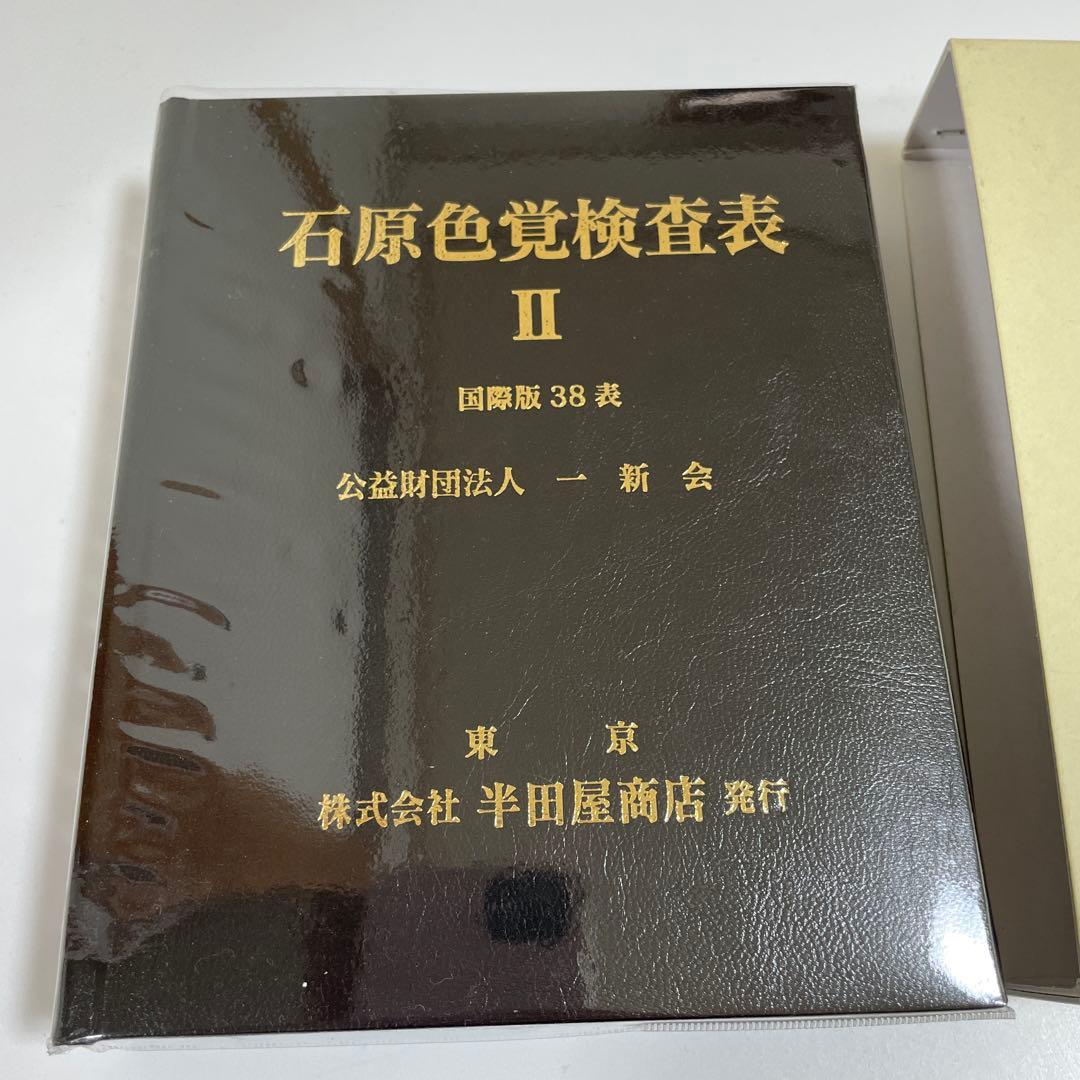 石原色覚検査表
II
国際版 38 表
公益財団法人 一 新 会
東 京
株式会社 半田屋商店 発行